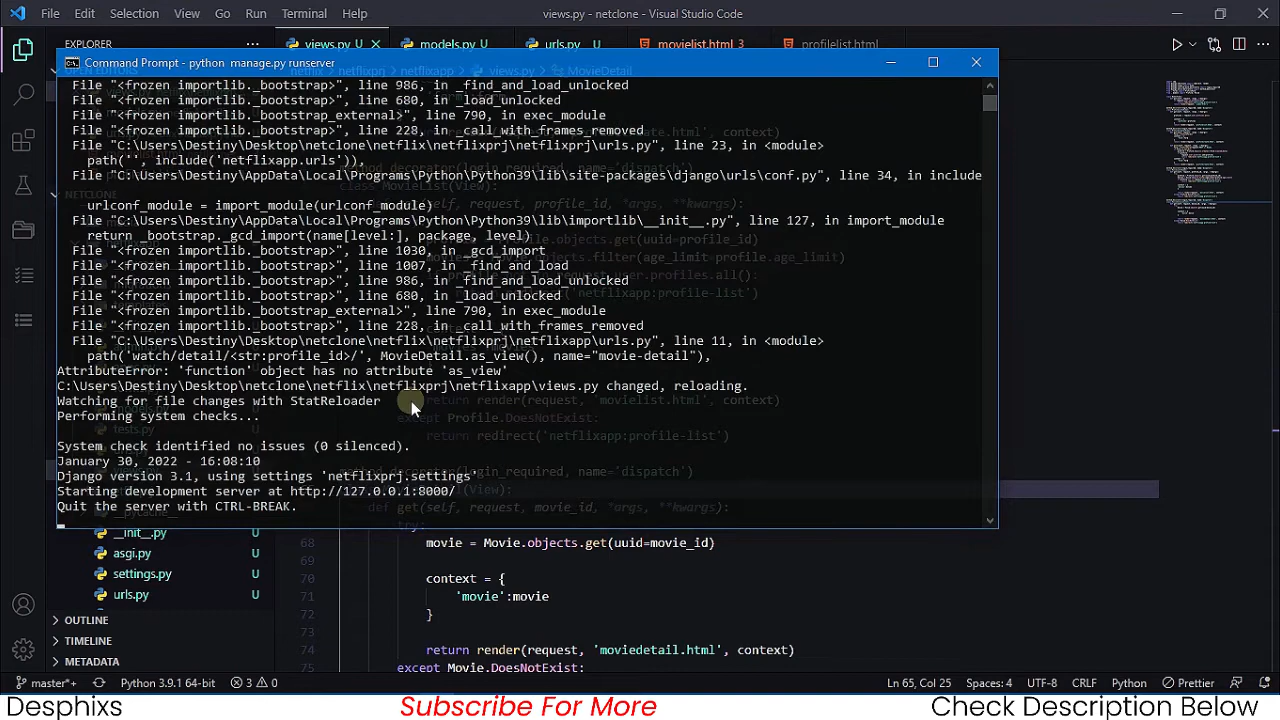 File Edit Selection View Go Run Terminal Help views.py - netclone - Visual Studio Code
EXPLORER ··· views.py U models.py U urls.py U movielist.html 3 profilelist.html
Command Prompt - python manage.py runserver
File "<frozen importlib._bootstrap>", line 986, in _find_and_load_unlocked
File "<frozen importlib._bootstrap>", line 680, in _load_unlocked
File "<frozen importlib._bootstrap_external>", line 790, in exec_module
File "<frozen importlib._bootstrap>", line 228, in _call_with_frames_removed
File "C:\Users\Destiny\Desktop\netclone\netflix\netflixprj\netflixprj\urls.py", line 23, in <module>
path('', include('netflixapp.urls')),
File "C:\Users\Destiny\AppData\Local\Programs\Python\Python39\lib\site-packages\django\urls\conf.py", line 34, in include
urlconf_module = import_module(urlconf_module)
File "C:\Users\Destiny\AppData\Local\Programs\Python\Python39\lib\importlib\__init__.py", line 127, in import_module
return _bootstrap._gcd_import(name[level:], package, level)
File "<frozen importlib._bootstrap>", line 1030, in _gcd_import
File "<frozen importlib._bootstrap>", line 1007, in _find_and_load
File "<frozen importlib._bootstrap>", line 986, in _find_and_load_unlocked
File "<frozen importlib._bootstrap>", line 680, in _load_unlocked
File "<frozen importlib._bootstrap_external>", line 790, in exec_module
File "<frozen importlib._bootstrap>", line 228, in _call_with_frames_removed
File "C:\Users\Destiny\Desktop\netclone\netflix\netflixprj\netflixapp\urls.py", line 11, in <module>
path('watch/detail/<str:profile_id>/', MovieDetail.as_view(), name="movie-detail"),
AttributeError: 'function' object has no attribute 'as_view'
C:\Users\Destiny\Desktop\netclone\netflix\netflixprj\netflixapp\views.py changed, reloading.
Watching for file changes with StatReloader
Performing system checks...
System check identified no issues (0 silenced).
January 30, 2022 - 16:08:10
Django version 3.1, using settings 'netflixprj.settings'
Starting development server at http://127.0.0.1:8000/
Quit the server with CTRL-BREAK.
__init__.py U
asgi.py U
settings.py U
urls.py U
OUTLINE
TIMELINE
METADATA
68 movie = Movie.objects.get(uuid=movie_id)
69
70 context = {
71 'movie':movie
72 }
73
74 return render(request, 'moviedetail.html', context)
75 except Movie.DoesNotExist:
master*+ Python 3.9.1 64-bit 3 0 Ln 65, Col 25 Spaces: 4 UTF-8 CRLF Python Prettier
Desphixs Subscribe For More Check Description Below